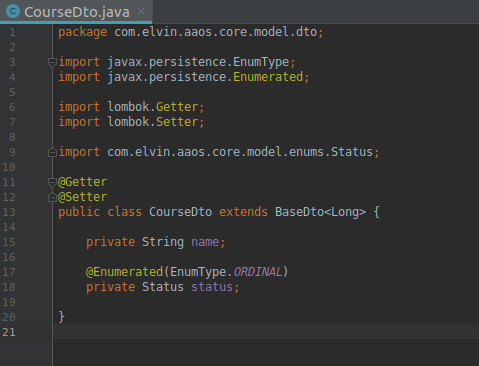 CourseDto.java
1 package com.elvin.aaos.core.model.dto;
2
3 import javax.persistence.EnumType;
4 import javax.persistence.Enumerated;
5
6 import lombok.Getter;
7 import lombok.Setter;
8
9 import com.elvin.aaos.core.model.enums.Status;
10
11 @Getter
12 @Setter
13 public class CourseDto extends BaseDto<Long> {
14
15     private String name;
16
17     @Enumerated(EnumType.ORDINAL)
18     private Status status;
19
20 }
21